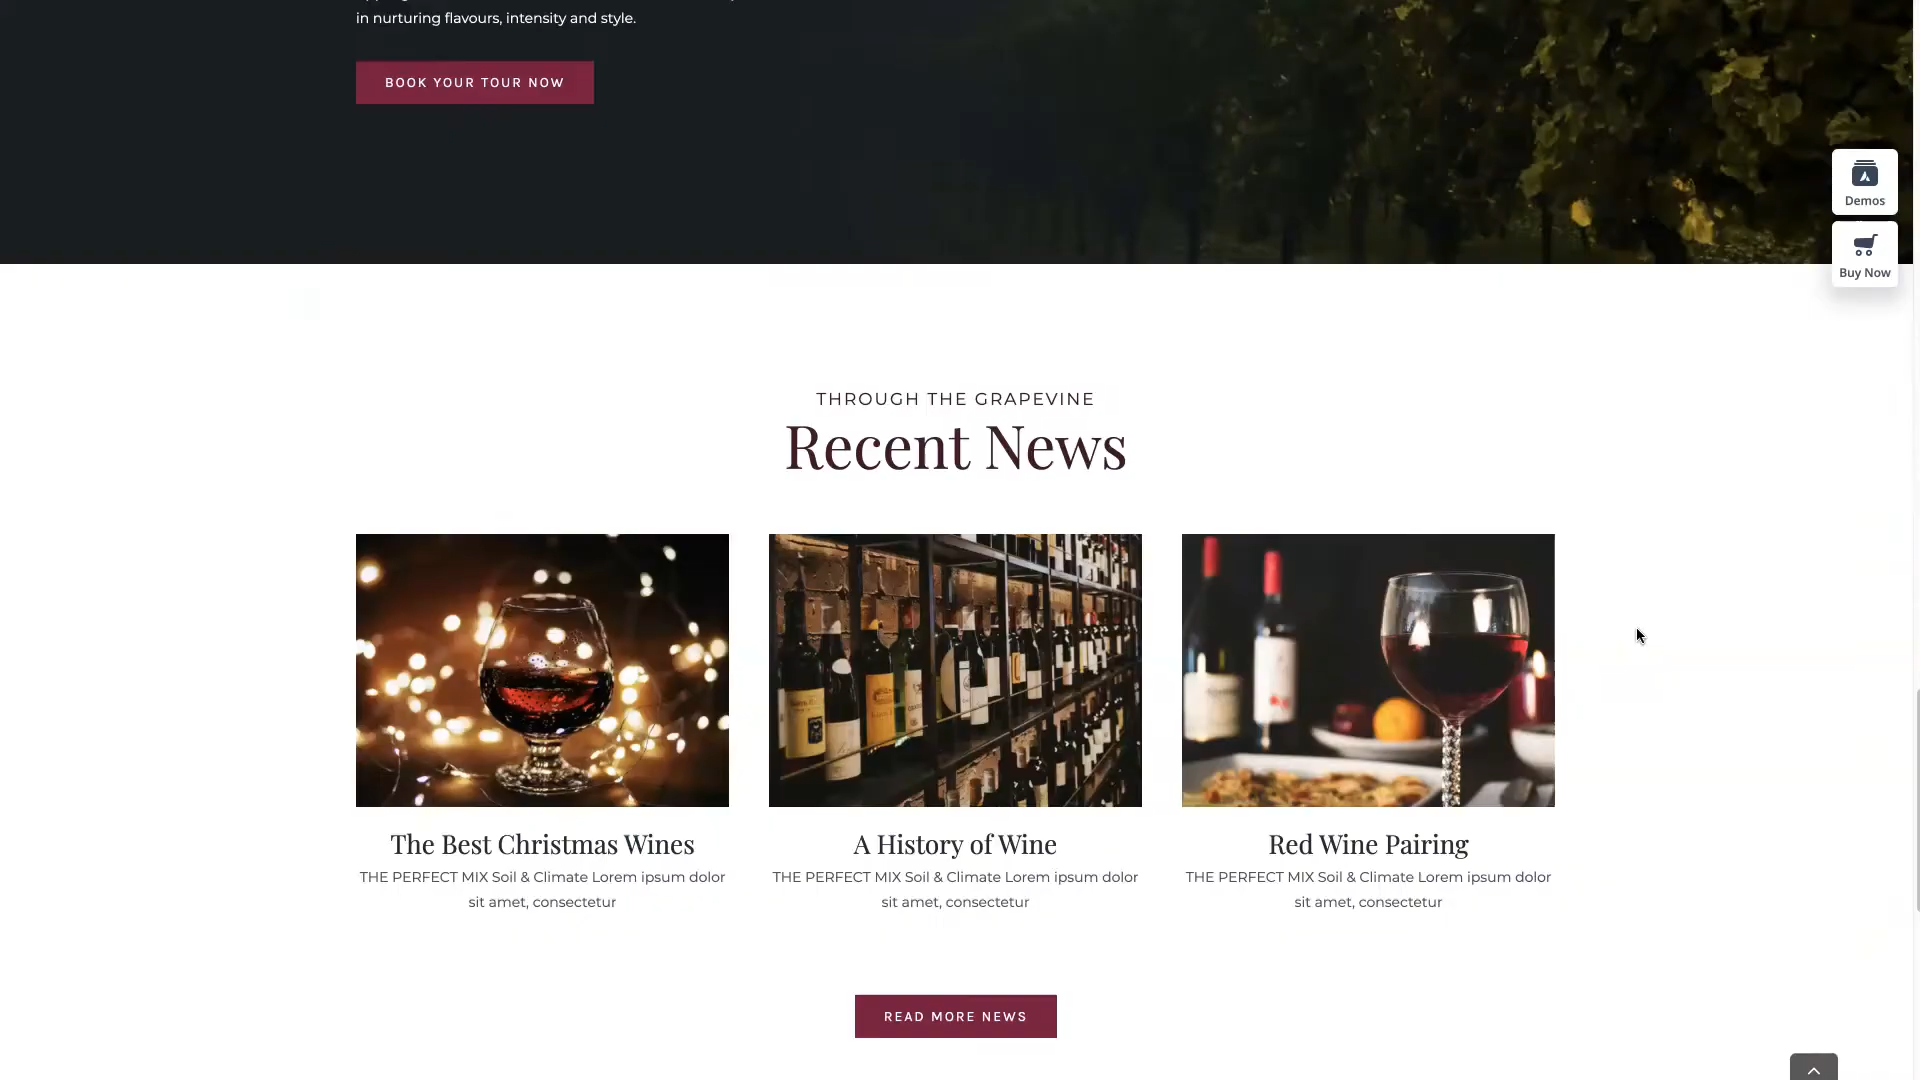 in nurturing flavours, intensity and style.
BOOK YOUR TOUR NOW
Demos
Buy Now
THROUGH THE GRAPEVINE
Recent News
The Best Christmas Wines
THE PERFECT MIX Soil & Climate Lorem ipsum dolor
sit amet, consectetur
A History of Wine
THE PERFECT MIX Soil & Climate Lorem ipsum dolor
sit amet, consectetur
Red Wine Pairing
THE PERFECT MIX Soil & Climate Lorem ipsum dolor
sit amet, consectetur
READ MORE NEWS